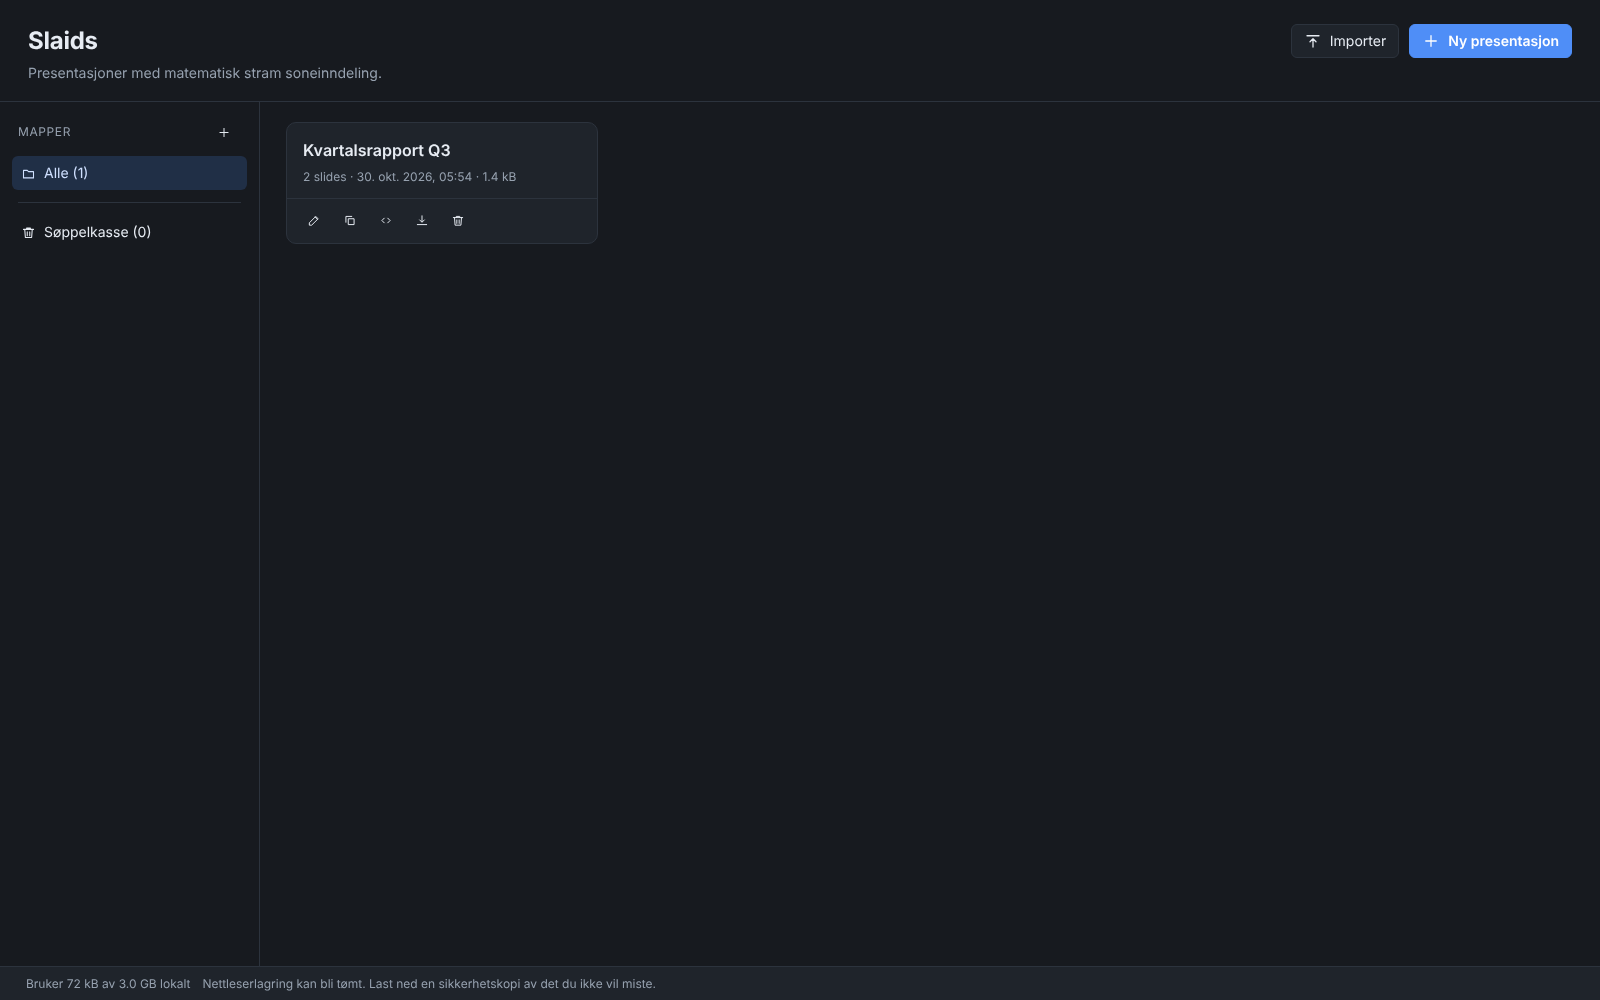 Slaids
Presentasjoner med matematisk stram soneinndeling.
Importer
Ny presentasjon
MAPPER
Alle (1)
Søppelkasse (0)
Kvartalsrapport Q3
2 slides · 30. okt. 2026, 05:54 · 1.4 kB
Bruker 72 kB av 3.0 GB lokalt
Nettleserlagring kan bli tømt. Last ned en sikkerhetskopi av det du ikke vil miste.